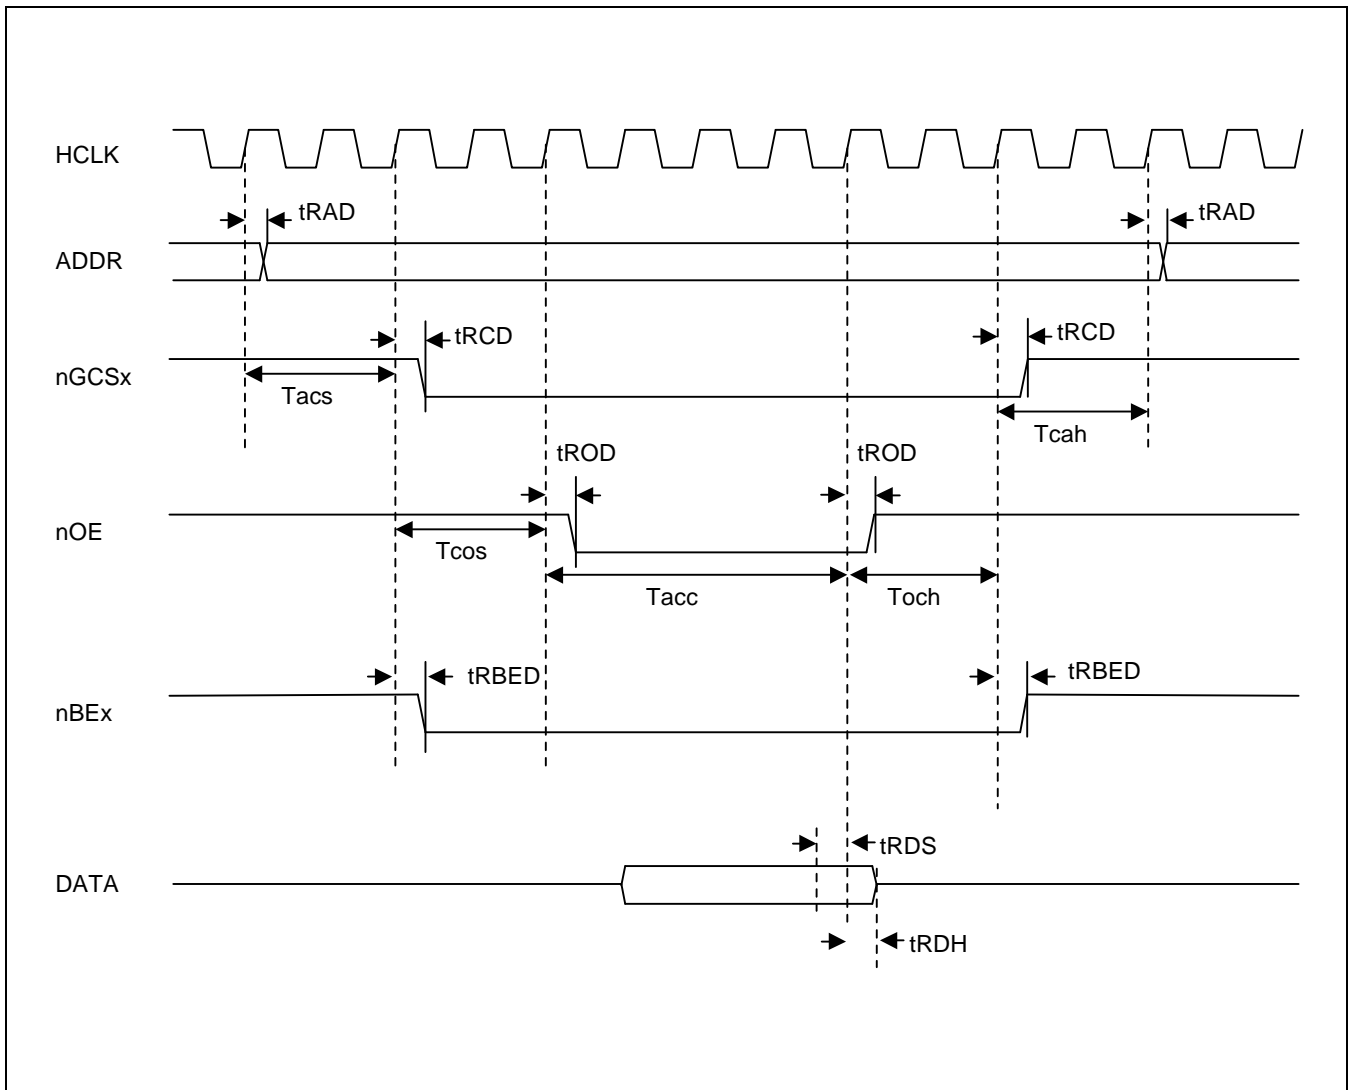 HCLK
tRAD
tRAD
ADDR
tRCD
tRCD
nGCSx
Tacs
Tcah
tROD
tROD
nOE
Tcos
Tacc
Toch
tRBED
tRBED
nBEx
tRDS
DATA
tRDH